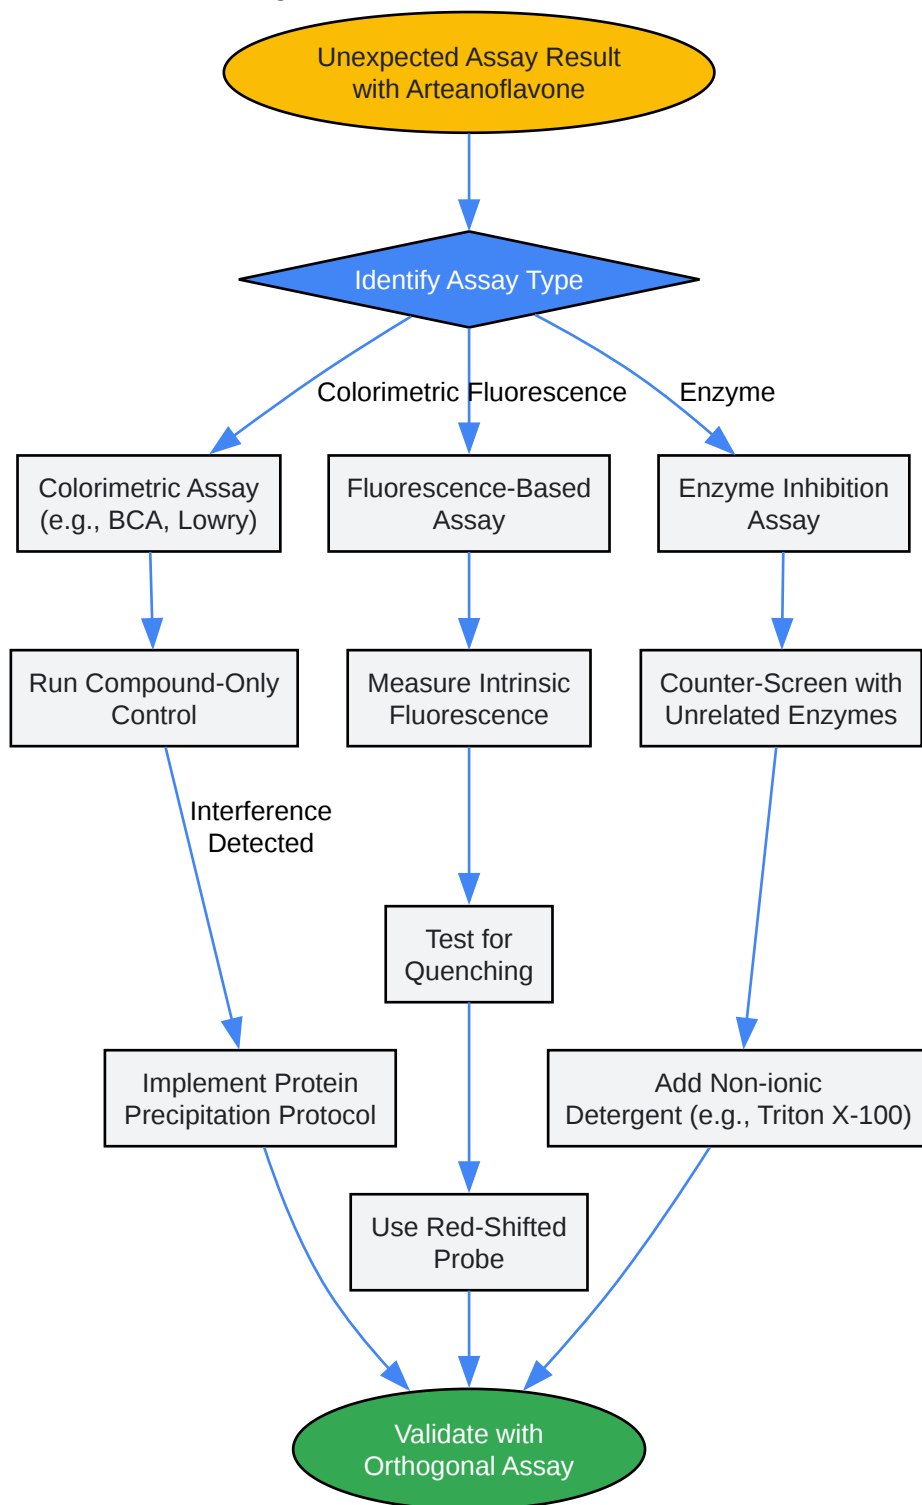 Unexpected Assay Result
with Arteanoflavone
Identify Assay Type
Colorimetric
Fluorescence
Enzyme
Colorimetric Assay
(e.g., BCA, Lowry)
Fluorescence-Based
Assay
Enzyme Inhibition
Assay
Run Compound-Only
Control
Measure Intrinsic
Fluorescence
Counter-Screen with
Unrelated Enzymes
Interference
Detected
Test for
Quenching
Implement Protein
Precipitation Protocol
Add Non-ionic
Detergent (e.g., Triton X-100)
Use Red-Shifted
Probe
Validate with
Orthogonal Assay